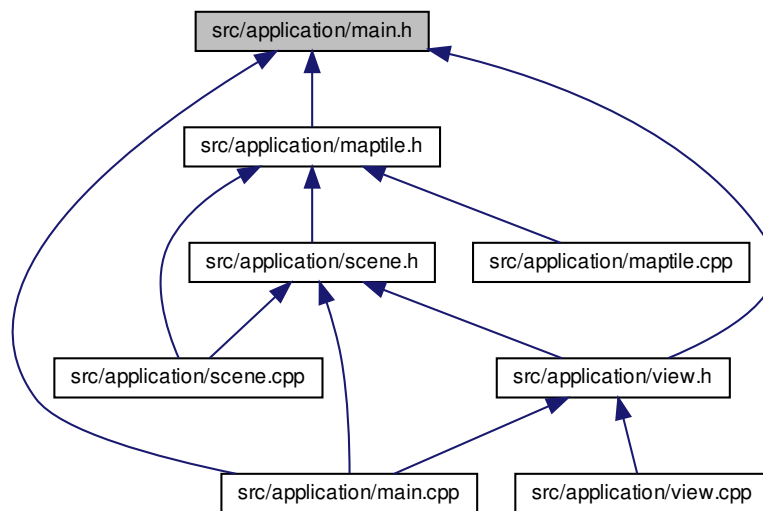 src/application/main.h
src/application/maptile.h
src/application/scene.h
src/application/maptile.cpp
src/application/scene.cpp
src/application/view.h
src/application/main.cpp
src/application/view.cpp